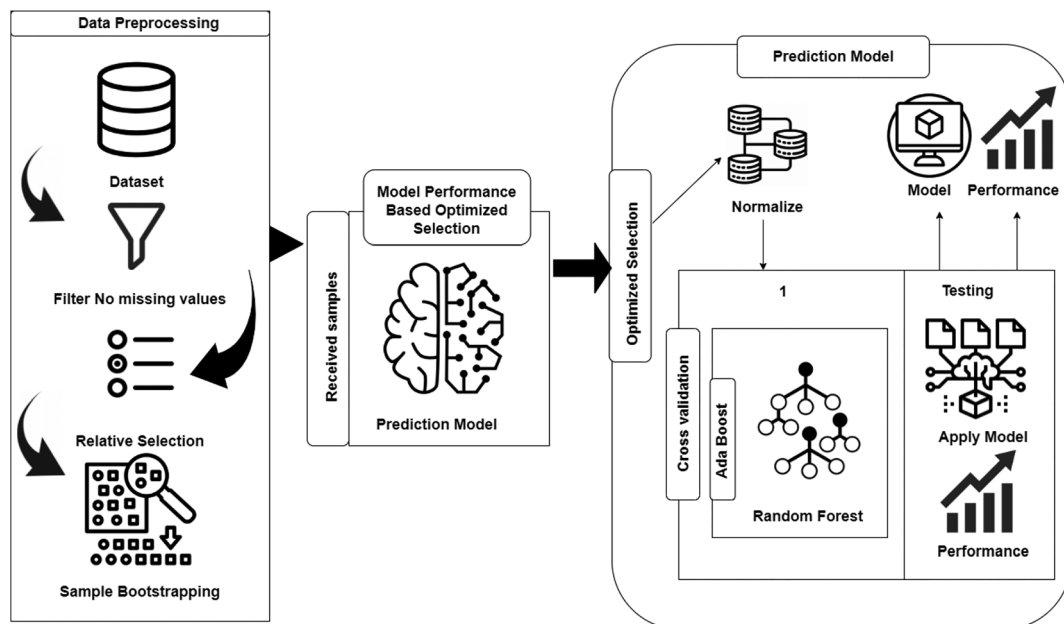 Data Preprocessing
Dataset
Filter No missing values
Relative Selection
Sample Bootstrapping
Received samples
Model Performance
Based Optimized
Selection
Prediction Model
Optimized Selection
Prediction Model
Normalize
Model
Performance
Cross validation
1
Ada Boost
Random Forest
Testing
Apply Model
Performance